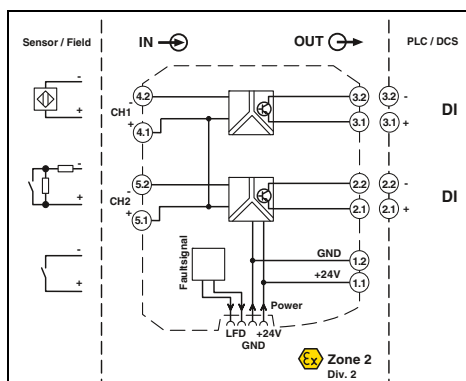 Sensor / Field
IN
OUT
PLC / DCS
-
+
4.2
-
CH1
+
4.1
3.2
3.1
3.2 -
3.1 +
DI
-
+
5.2
-
CH2
+
5.1
2.2
2.1
2.2 -
2.1 +
DI
-
+
Faultsignal
GND
1.2
+24V
1.1
Power
LFD
+24V
GND
Ex
Zone 2
Div. 2